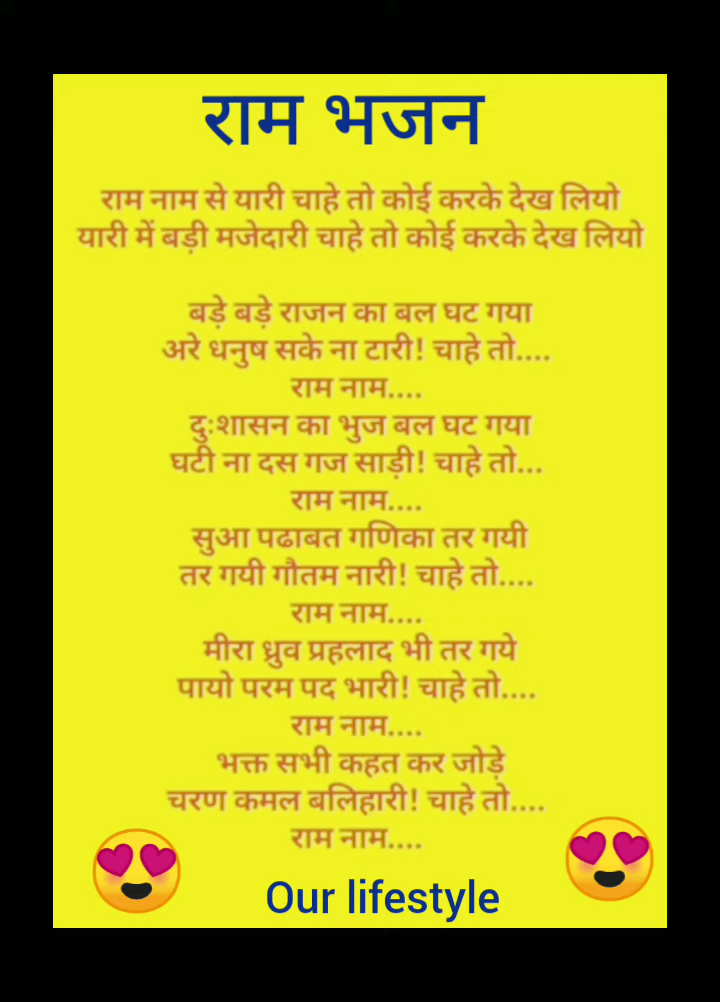 राम भजन
राम नाम से यारी चाहे तो कोई करके देख लियो
यारी में बड़ी मजेदारी चाहे तो कोई करके देख लियो
बड़े बड़े राजन का बल घट गया
अरे धनुष सके ना टारी! चाहे तो....
राम नाम....
दुःशासन का भुज बल घट गया
घटी ना दस गज साड़ी! चाहे तो...
राम नाम....
सुआ पढाबत गणिका तर गयी
तर गयी गौतम नारी! चाहे तो....
राम नाम....
मीरा ध्रुव प्रहलाद भी तर गये
पायो परम पद भारी! चाहे तो....
राम नाम....
भक्त सभी कहत कर जोड़े
चरण कमल बलिहारी! चाहे तो....
राम नाम....
Our lifestyle